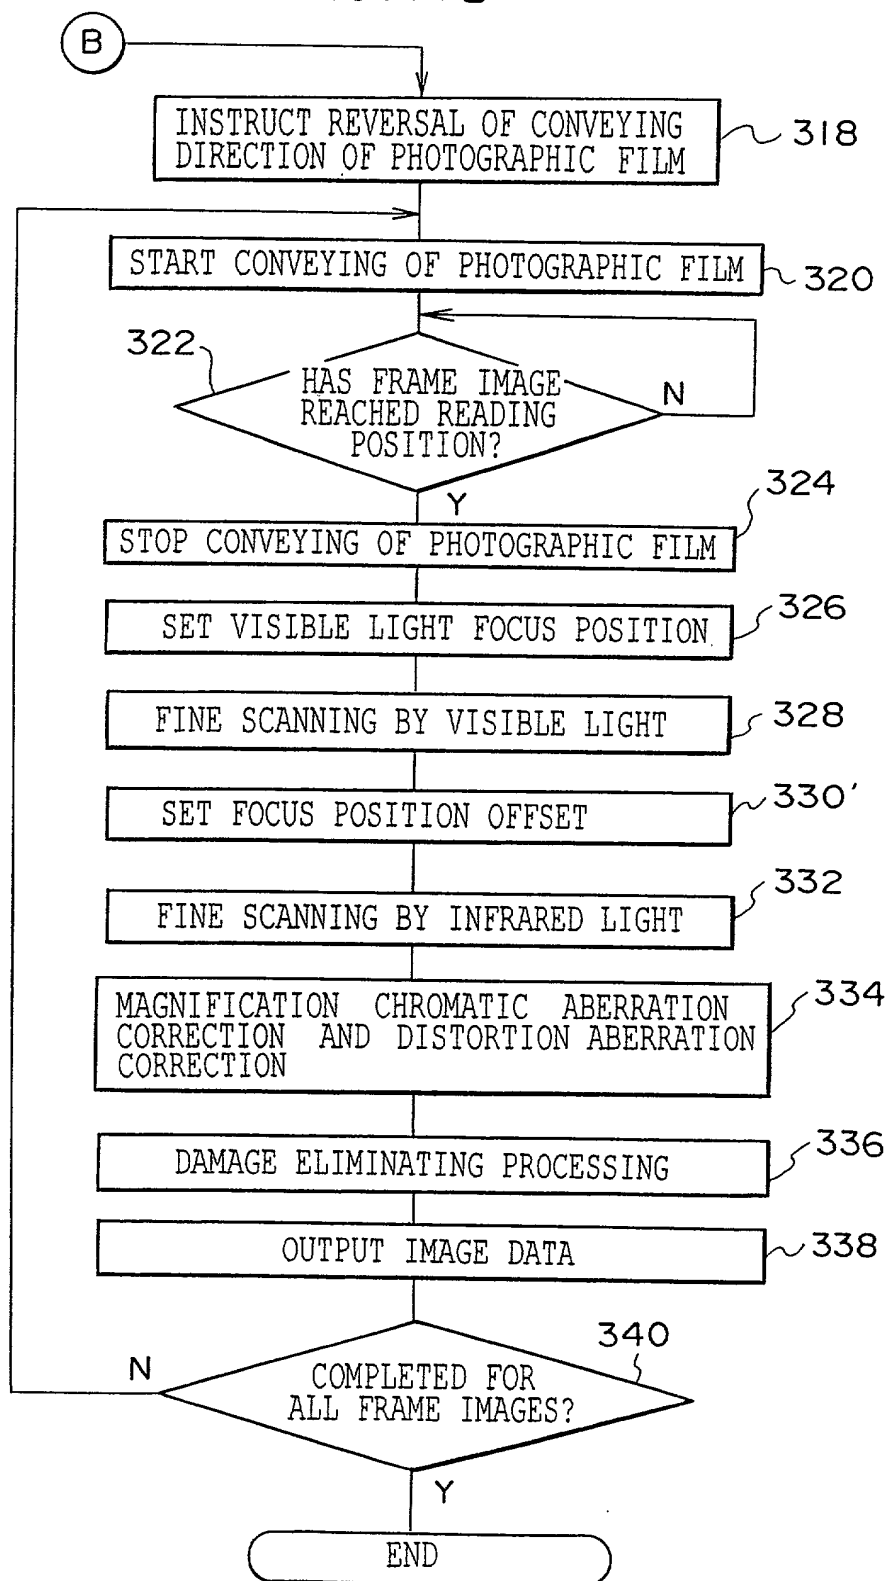 B
INSTRUCT REVERSAL OF CONVEYING
DIRECTION OF PHOTOGRAPHIC FILM
318
START CONVEYING OF PHOTOGRAPHIC FILM
320
322
HAS FRAME IMAGE
REACHED READING
POSITION?
N
Y
324
STOP CONVEYING OF PHOTOGRAPHIC FILM
326
SET VISIBLE LIGHT FOCUS POSITION
FINE SCANNING BY VISIBLE LIGHT
328
SET FOCUS POSITION OFFSET
330'
332
FINE SCANNING BY INFRARED LIGHT
334
MAGNIFICATION CHROMATIC ABERRATION
CORRECTION AND DISTORTION ABERRATION
CORRECTION
336
DAMAGE ELIMINATING PROCESSING
OUTPUT IMAGE DATA
338
340
N
COMPLETED FOR
ALL FRAME IMAGES?
Y
END